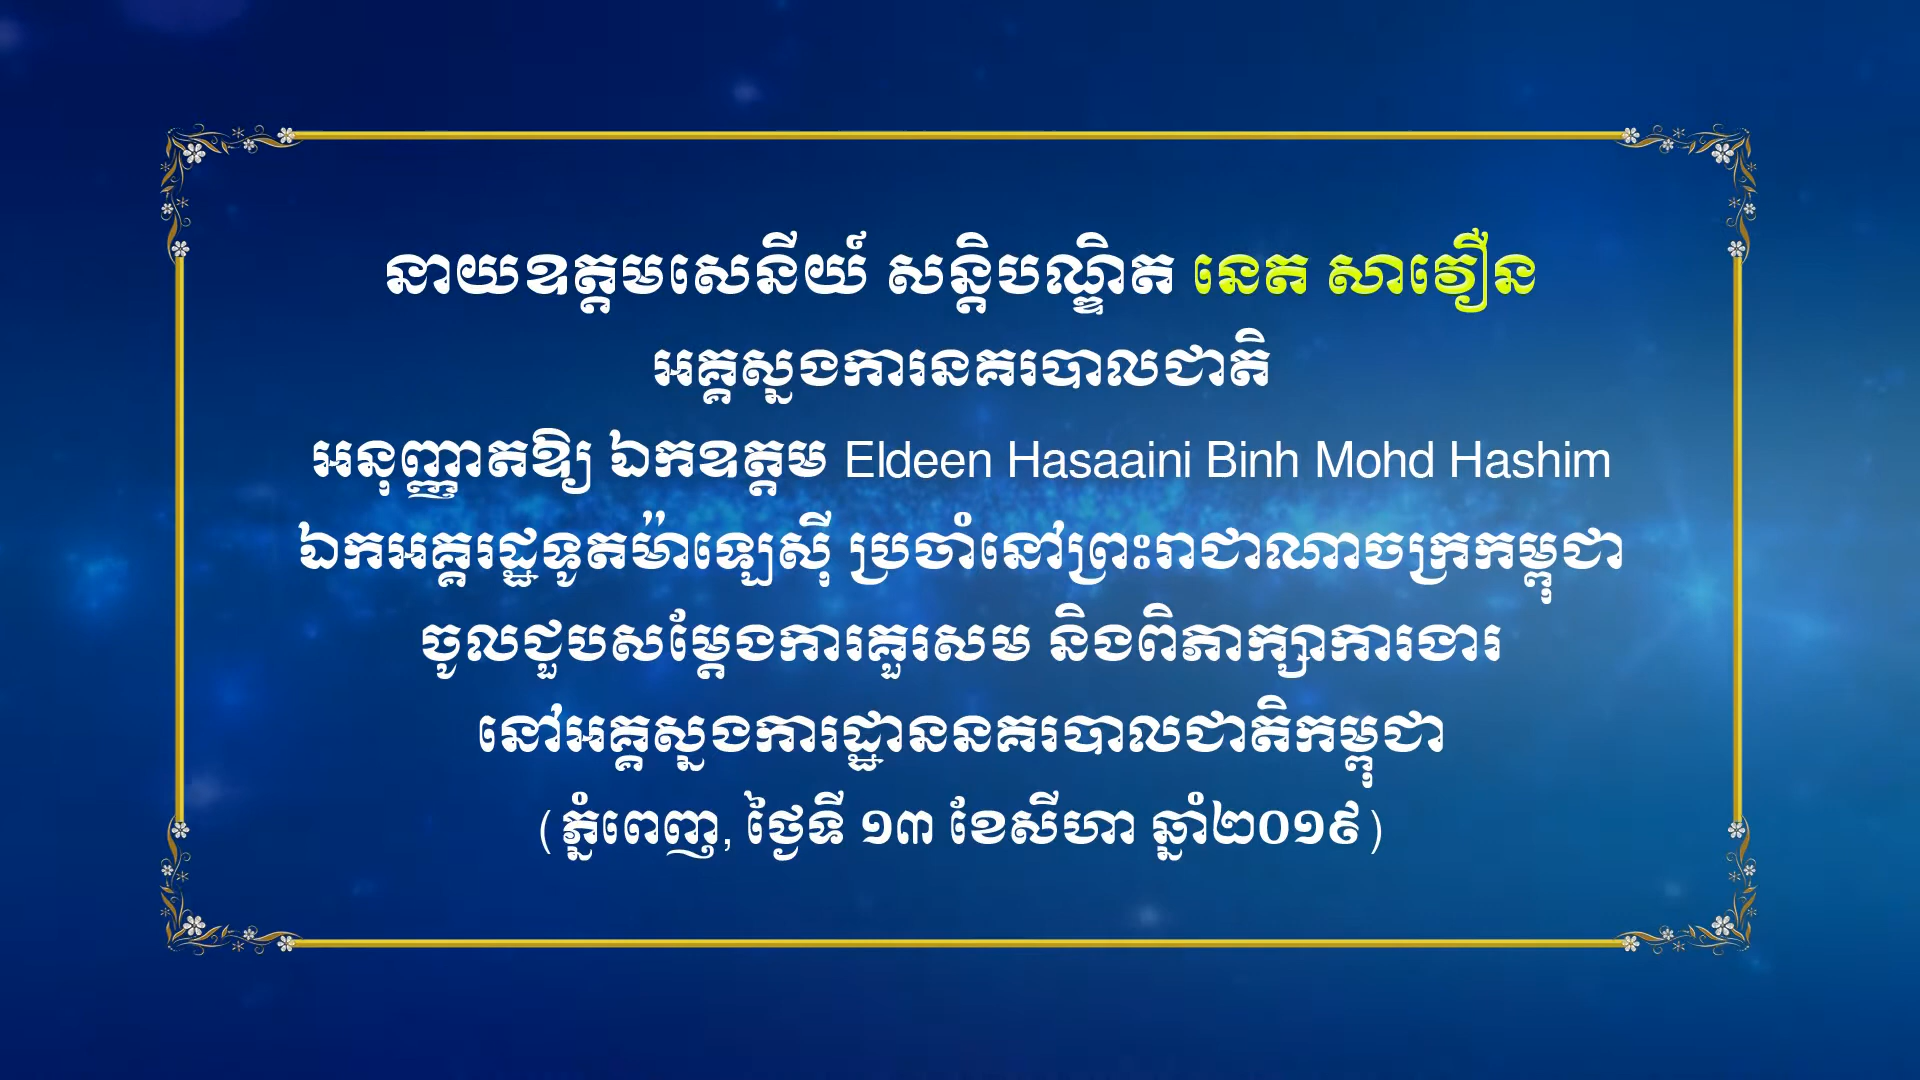 នាយឧត្តមសេនីយ៍ សន្តិបណ្ឌិត នេត សាវឿន
អគ្គស្នងការនគរបាលជាតិ
អនុញ្ញាតឱ្យ ឯកឧត្តម Eldeen Hasaaini Binh Mohd Hashim
ឯកអគ្គរដ្ឋទូតម៉ាឡេស៊ី ប្រចាំនៅព្រះរាជាណាចក្រកម្ពុជា
ចូលជួបសម្តែងការគួរសម និងពិភាក្សាការងារ
នៅអគ្គស្នងការដ្ឋាននគរបាលជាតិកម្ពុជា
(ភ្នំពេញ, ថ្ងៃទី ១៣ ខែសីហា ឆ្នាំ២០១៩)